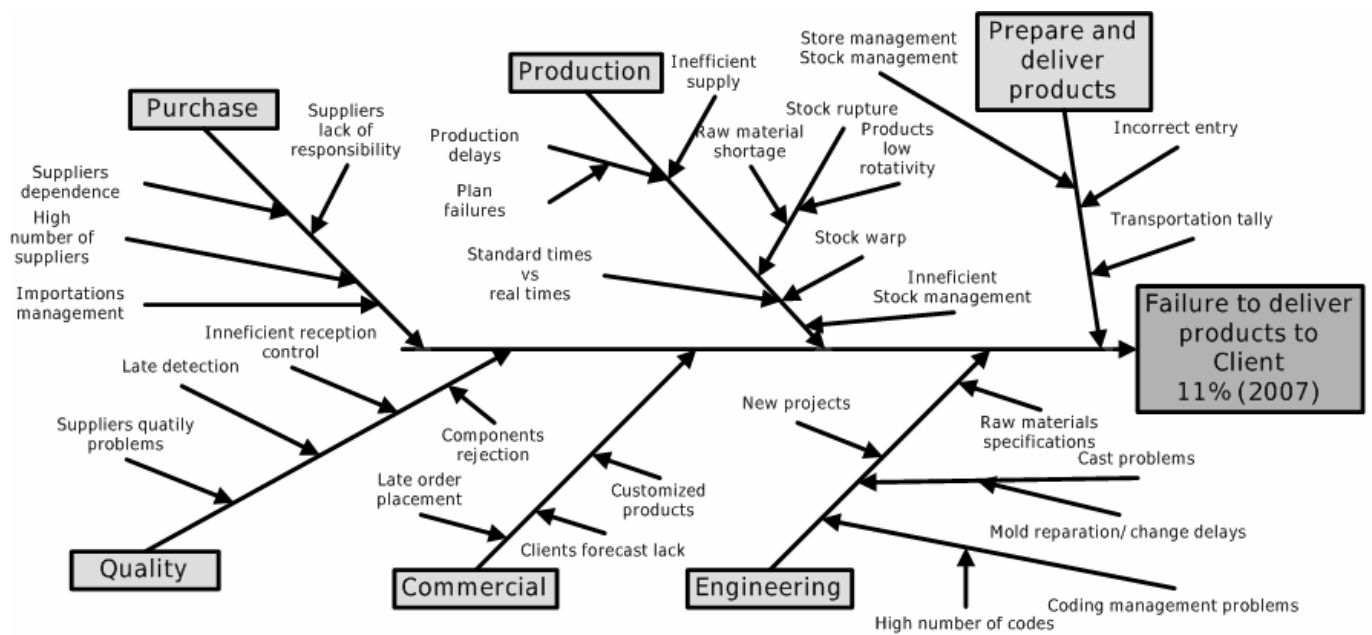 Purchase
Suppliers
lack of
responsibility
Suppliers
dependence
High
number of
suppliers
Importations
management
Production
Inefficient
supply
Production
delays
Plan
failures
Stock rupture
Raw material
shortage
Products
low
rotativity
Standard times
vs
real times
Stock warp
Inneficient
Stock management
Store management
Stock management
Prepare and
deliver
products
Incorrect entry
Transportation tally
Failure to deliver
products to
Client
11% (2007)
Inneficient reception
control
Late detection
Suppliers quatily
problems
Components
rejection
Quality
Late order
placement
Customized
products
Clients forecast lack
Commercial
New projects
Raw materials
specifications
Cast problems
Mold reparation/ change delays
Coding management problems
High number of codes
Engineering